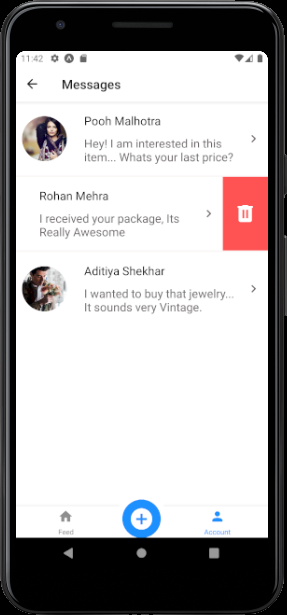 11:42
Messages
Pooh Malhotra
Hey! I am interested in this
item... Whats your last price?
Rohan Mehra
I received your package, Its
Really Awesome
Aditiya Shekhar
I wanted to buy that jewelry...
It sounds very Vintage.
Feed
Account